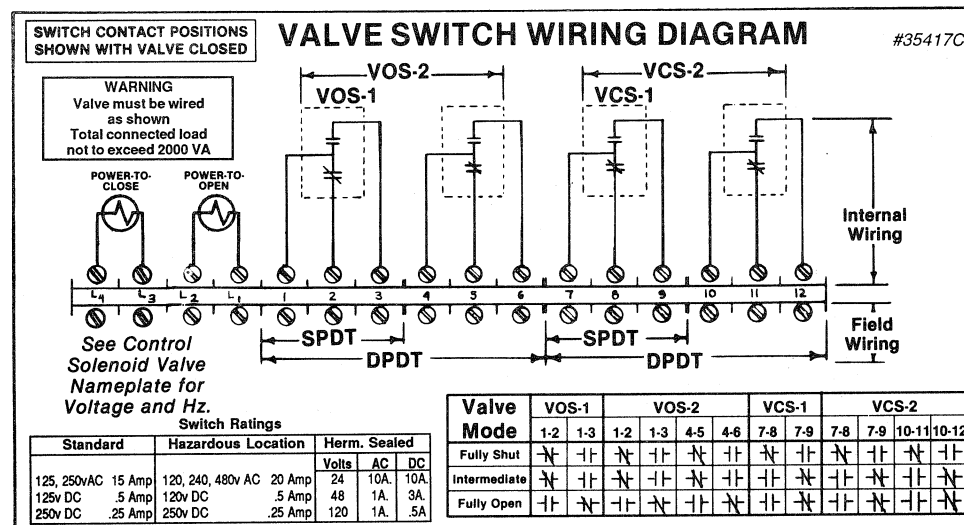 SWITCH CONTACT POSITIONS
SHOWN WITH VALVE CLOSED
VALVE SWITCH WIRING DIAGRAM
#35417C
WARNING
Valve must be wired
as shown
Total connected load
not to exceed 2000 VA
VOS-2
VOS-1
VCS-2
VCS-1
POWER-TO-
CLOSE
POWER-TO-
OPEN
Internal
Wiring
L4 L3 L2 L1 1 2 3 4 5 6 7 8 9 10 11 12
Field
Wiring
SPDT
DPDT
SPDT
DPDT
See Control
Solenoid Valve
Nameplate for
Voltage and Hz.
Switch Ratings
Standard Hazardous Location Herm. Sealed
Volts AC DC
125, 250vAC 15 Amp 120, 240, 480v AC 20 Amp 24 10A. 10A.
125v DC .5 Amp 120v DC .5 Amp 48 1A. 3A.
250v DC .25 Amp 250v DC .25 Amp 120 1A. .5A
Valve Mode VOS-1 VOS-2 VCS-1 VCS-2
1-2 1-3 1-2 1-3 4-5 4-6 7-8 7-9 7-8 7-9 10-11 10-12
Fully Shut
Intermediate
Fully Open